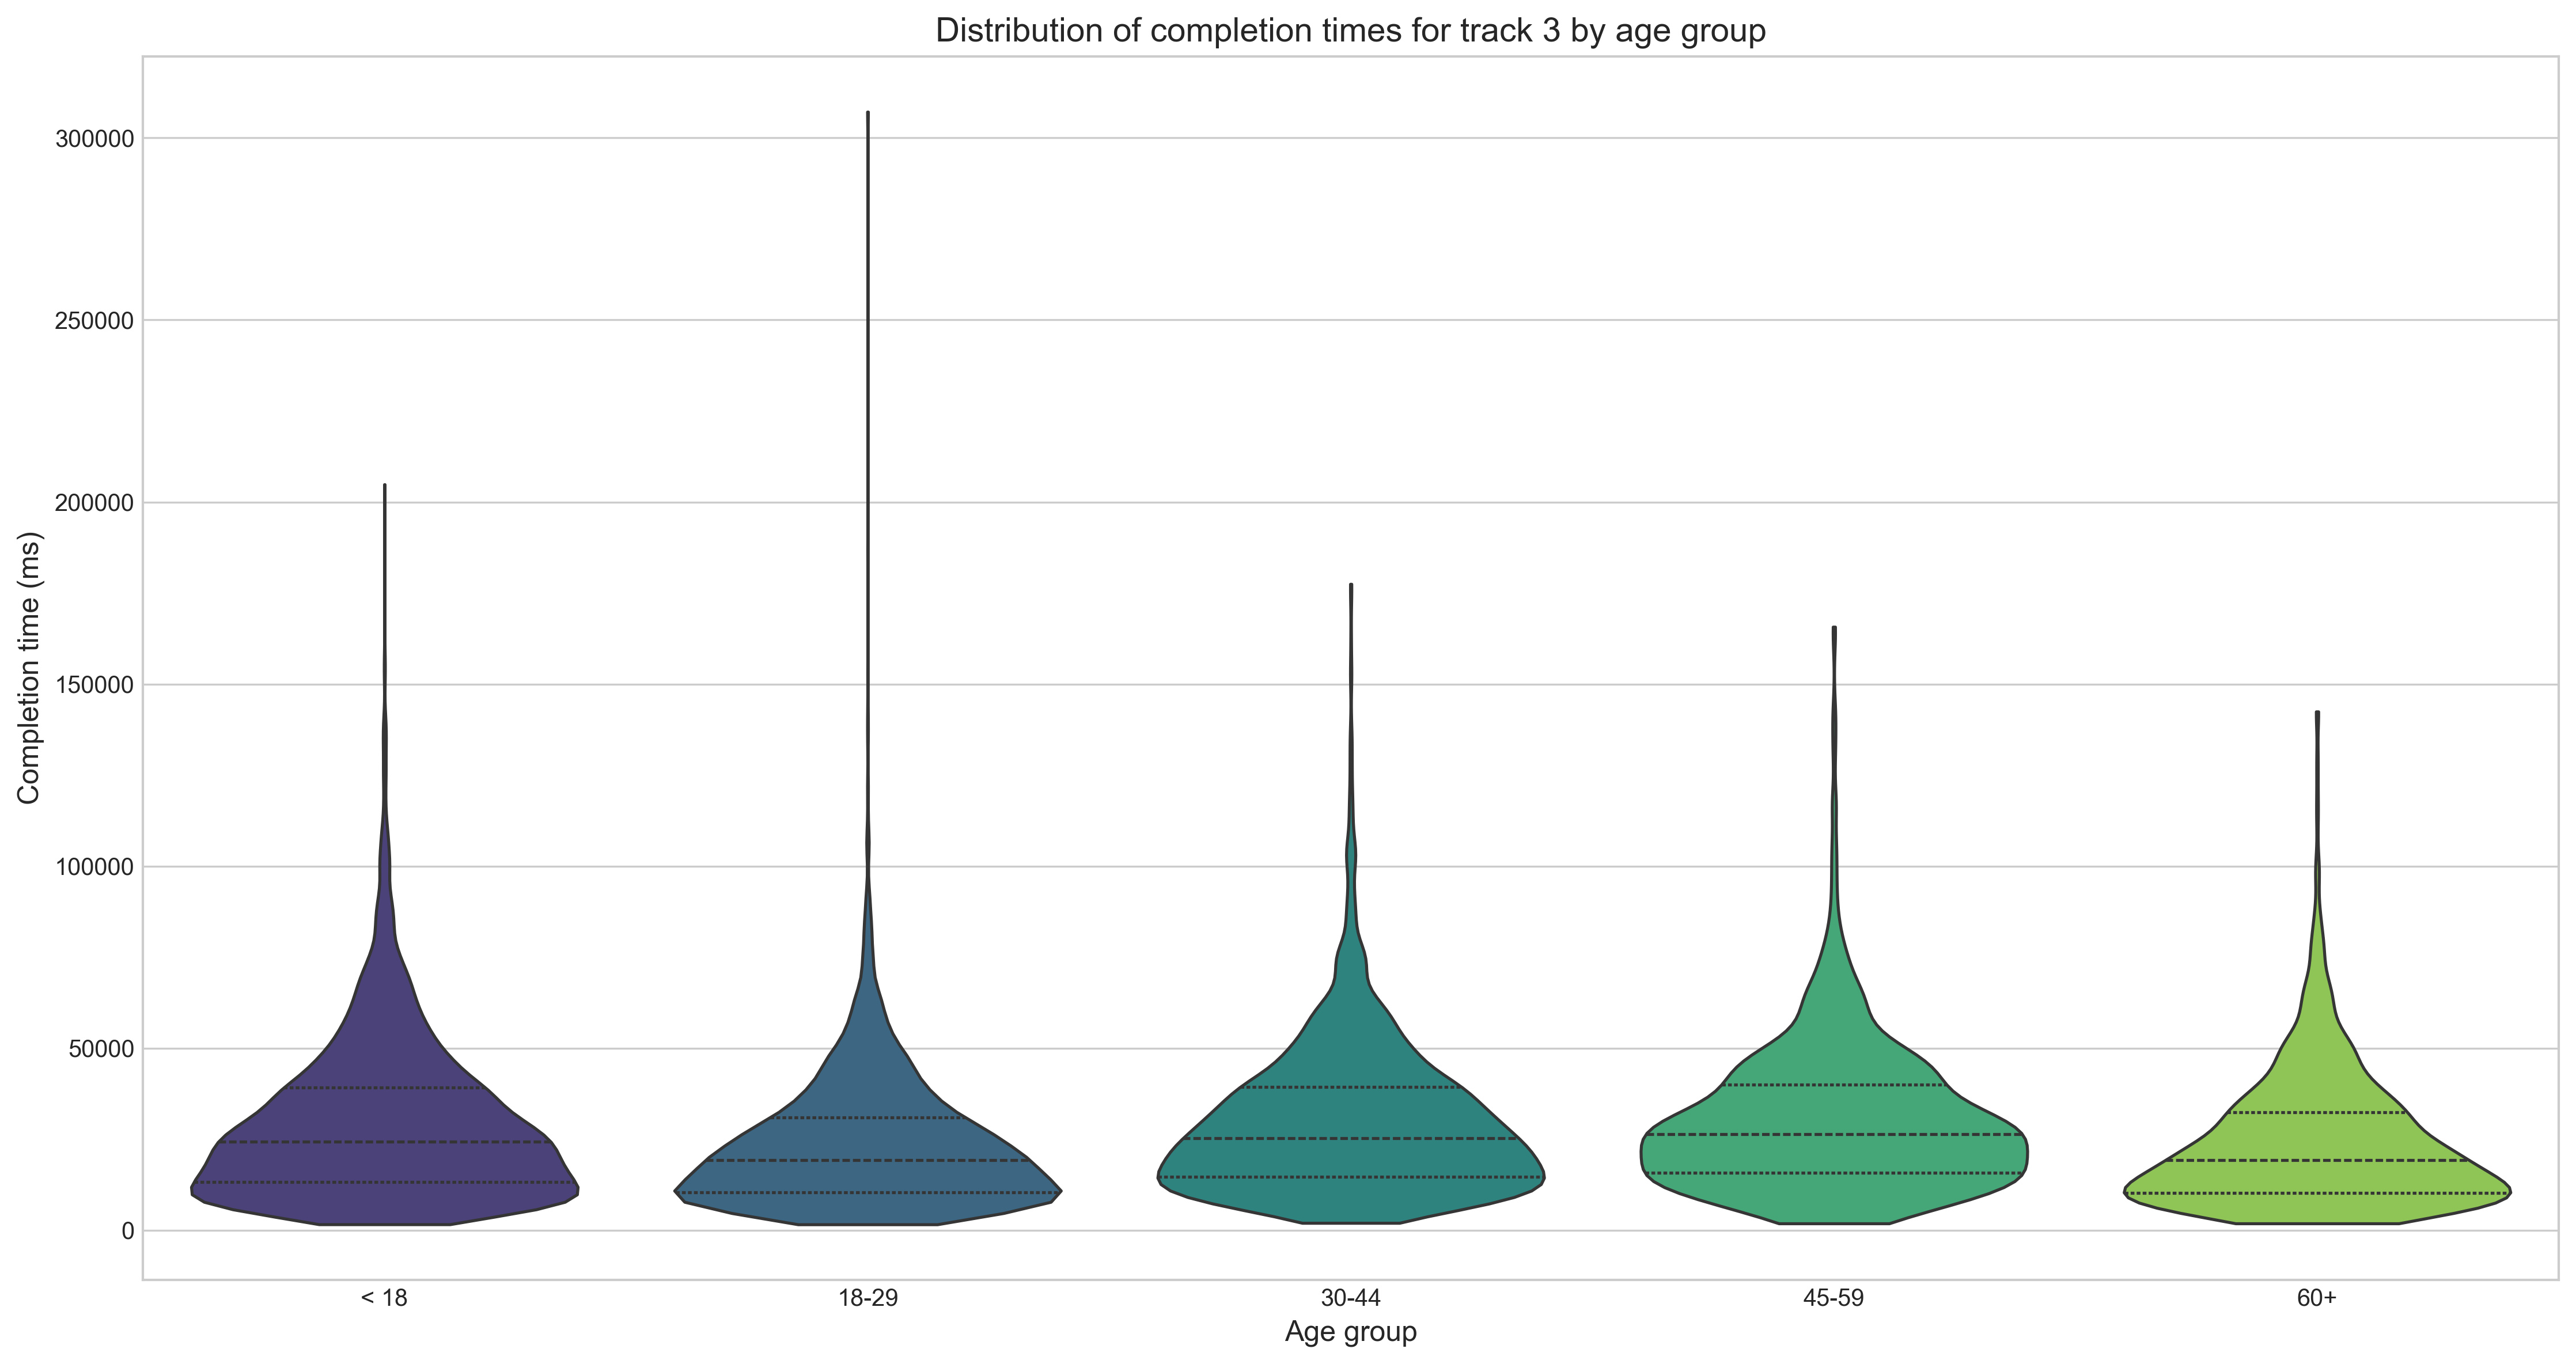 Distribution of completion times for track 3 by age group
Completion time (ms)
300000
250000
200000
150000
100000
50000
0
< 18 18-29 30-44 45-59 60+
Age group